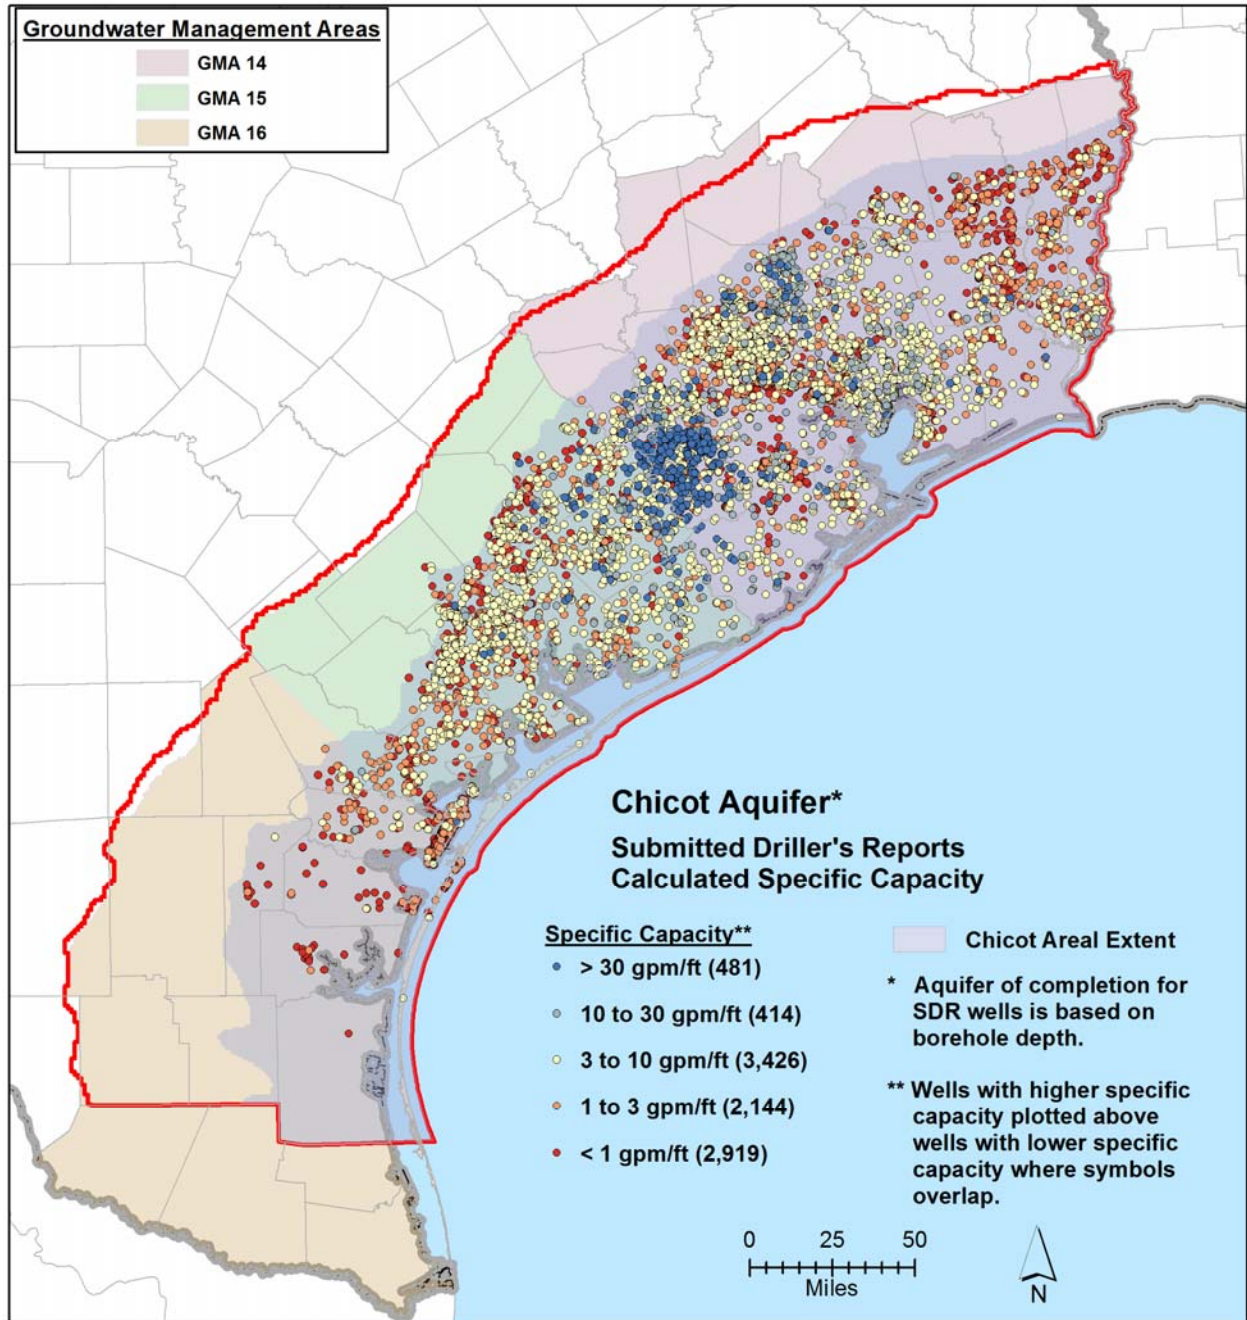 Groundwater Management Areas
GMA 14
GMA 15
GMA 16
Chicot Aquifer*
Submitted Driller's Reports
Calculated Specific Capacity
Specific Capacity**
> 30 gpm/ft (481)
10 to 30 gpm/ft (414)
3 to 10 gpm/ft (3,426)
1 to 3 gpm/ft (2,144)
< 1 gpm/ft (2,919)
Chicot Areal Extent
* Aquifer of completion for
SDR wells is based on
borehole depth.
** Wells with higher specific
capacity plotted above
wells with lower specific
capacity where symbols
overlap.
0 25 50
Miles
N